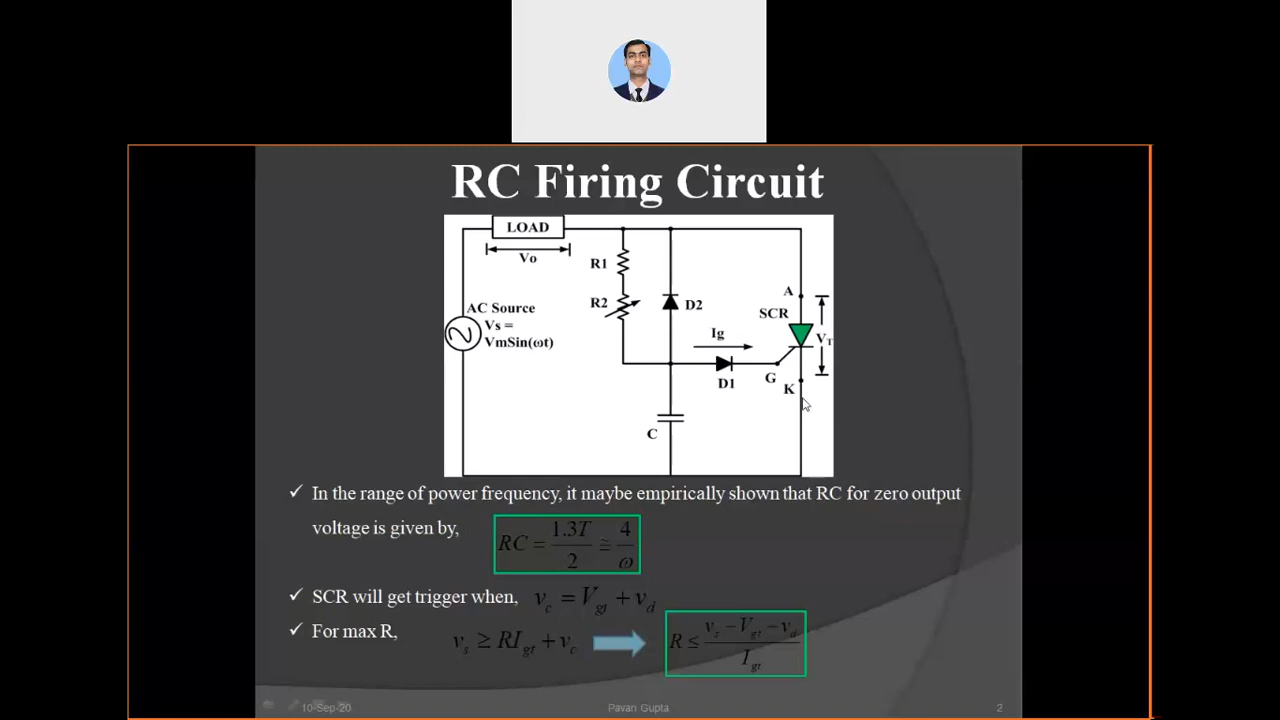 RC Firing Circuit
LOAD
Vo
R1
R2
D2
A
SCR
AC Source
Vs =
VmSin(ωt)
Ig
V_T
D1
G
K
C
✓ In the range of power frequency, it maybe empirically shown that RC for zero output
voltage is given by, RC = 1.3T/2 ≅ 4/ω
✓ SCR will get trigger when, v_c = V_gt + v_d
✓ For max R, v_s ≥ RI_gt + v_c R ≤ (v_s − V_gt − v_d)/I_gt
10-Sep-20 Pavan Gupta 2